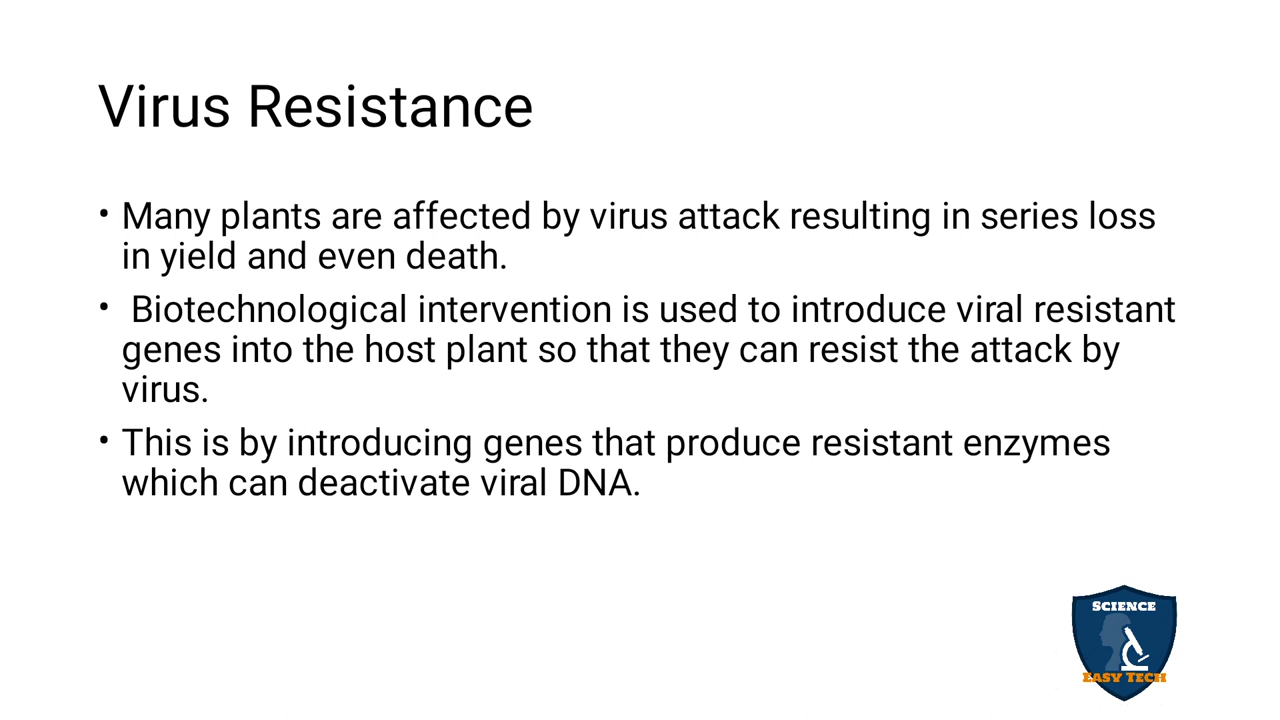 Virus Resistance
• Many plants are affected by virus attack resulting in series loss
in yield and even death.
• Biotechnological intervention is used to introduce viral resistant
genes into the host plant so that they can resist the attack by
virus.
• This is by introducing genes that produce resistant enzymes
which can deactivate viral DNA.
SCIENCE
EASY TECH